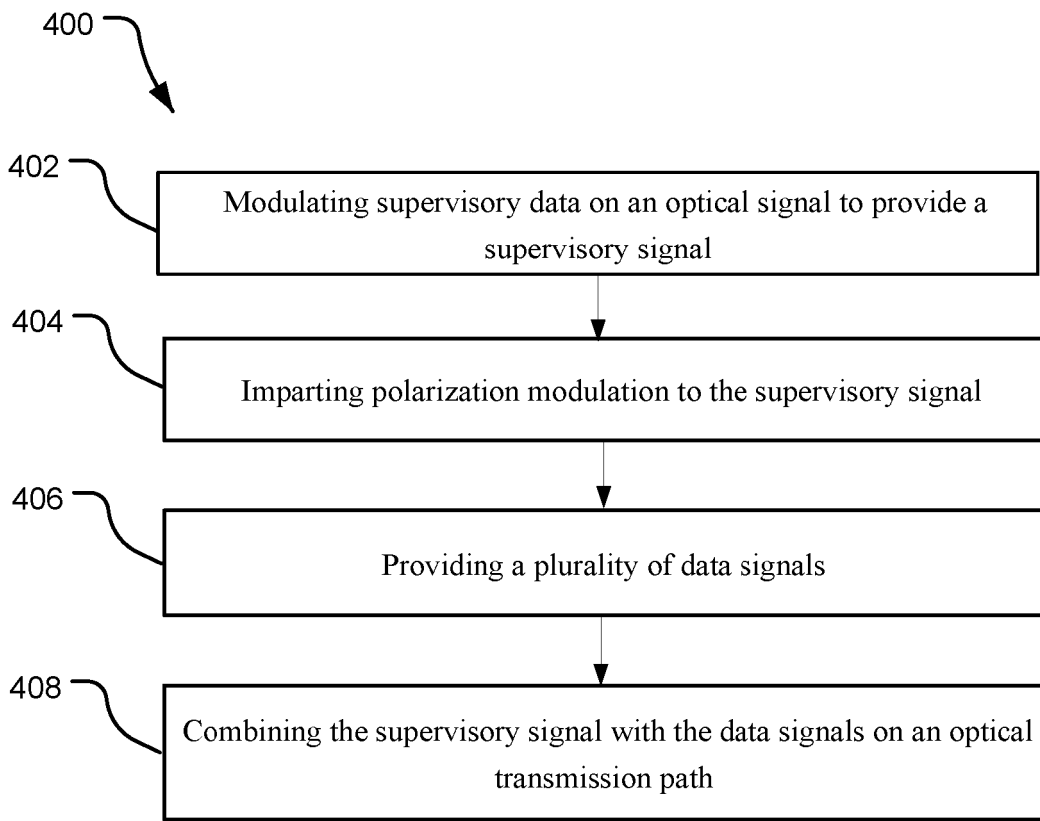 400
402
Modulating supervisory data on an optical signal to provide a
supervisory signal
404
Imparting polarization modulation to the supervisory signal
406
Providing a plurality of data signals
408
Combining the supervisory signal with the data signals on an optical
transmission path